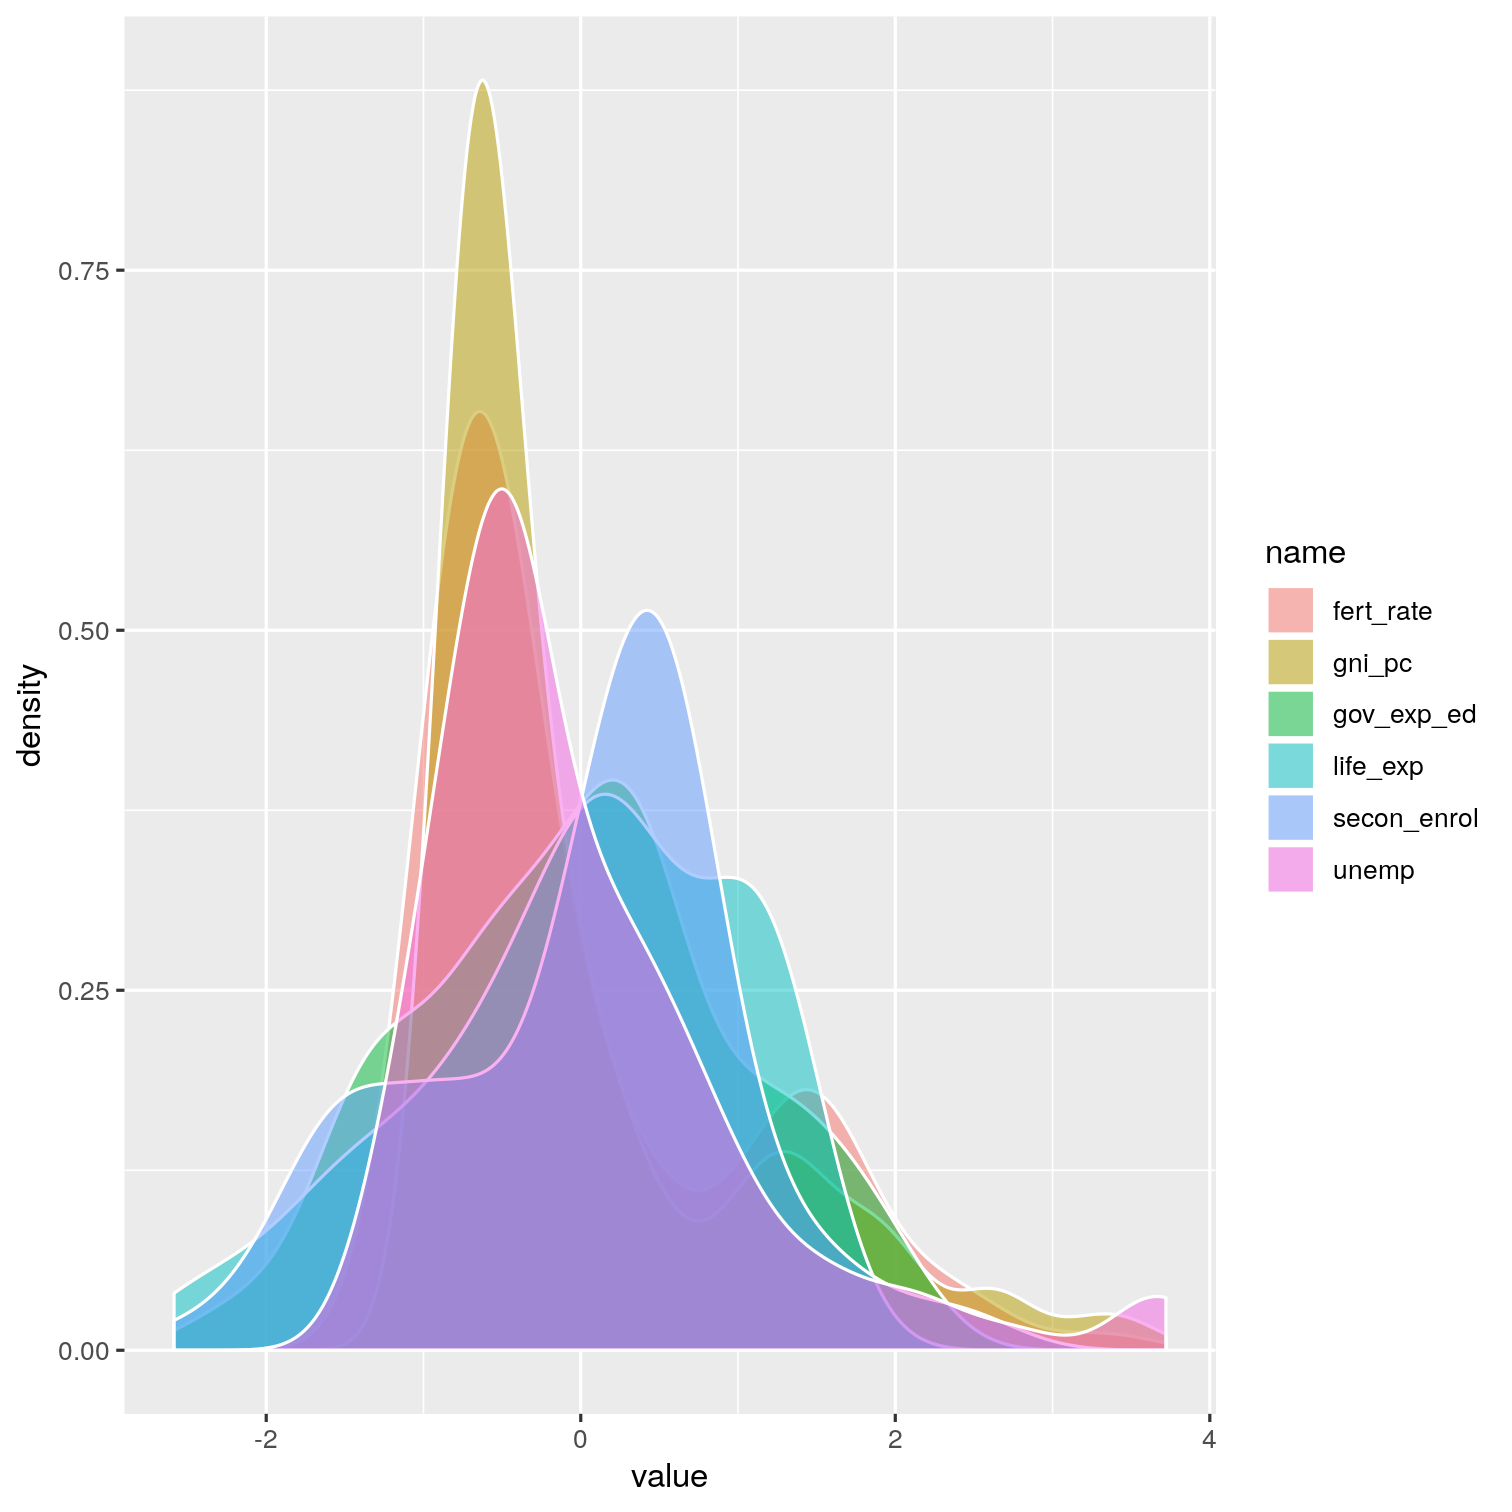 0.75
0.50
0.25
0.00
density
-2
0
2
4
value
name
fert_rate
gni_pc
gov_exp_ed
life_exp
secon_enrol
unemp